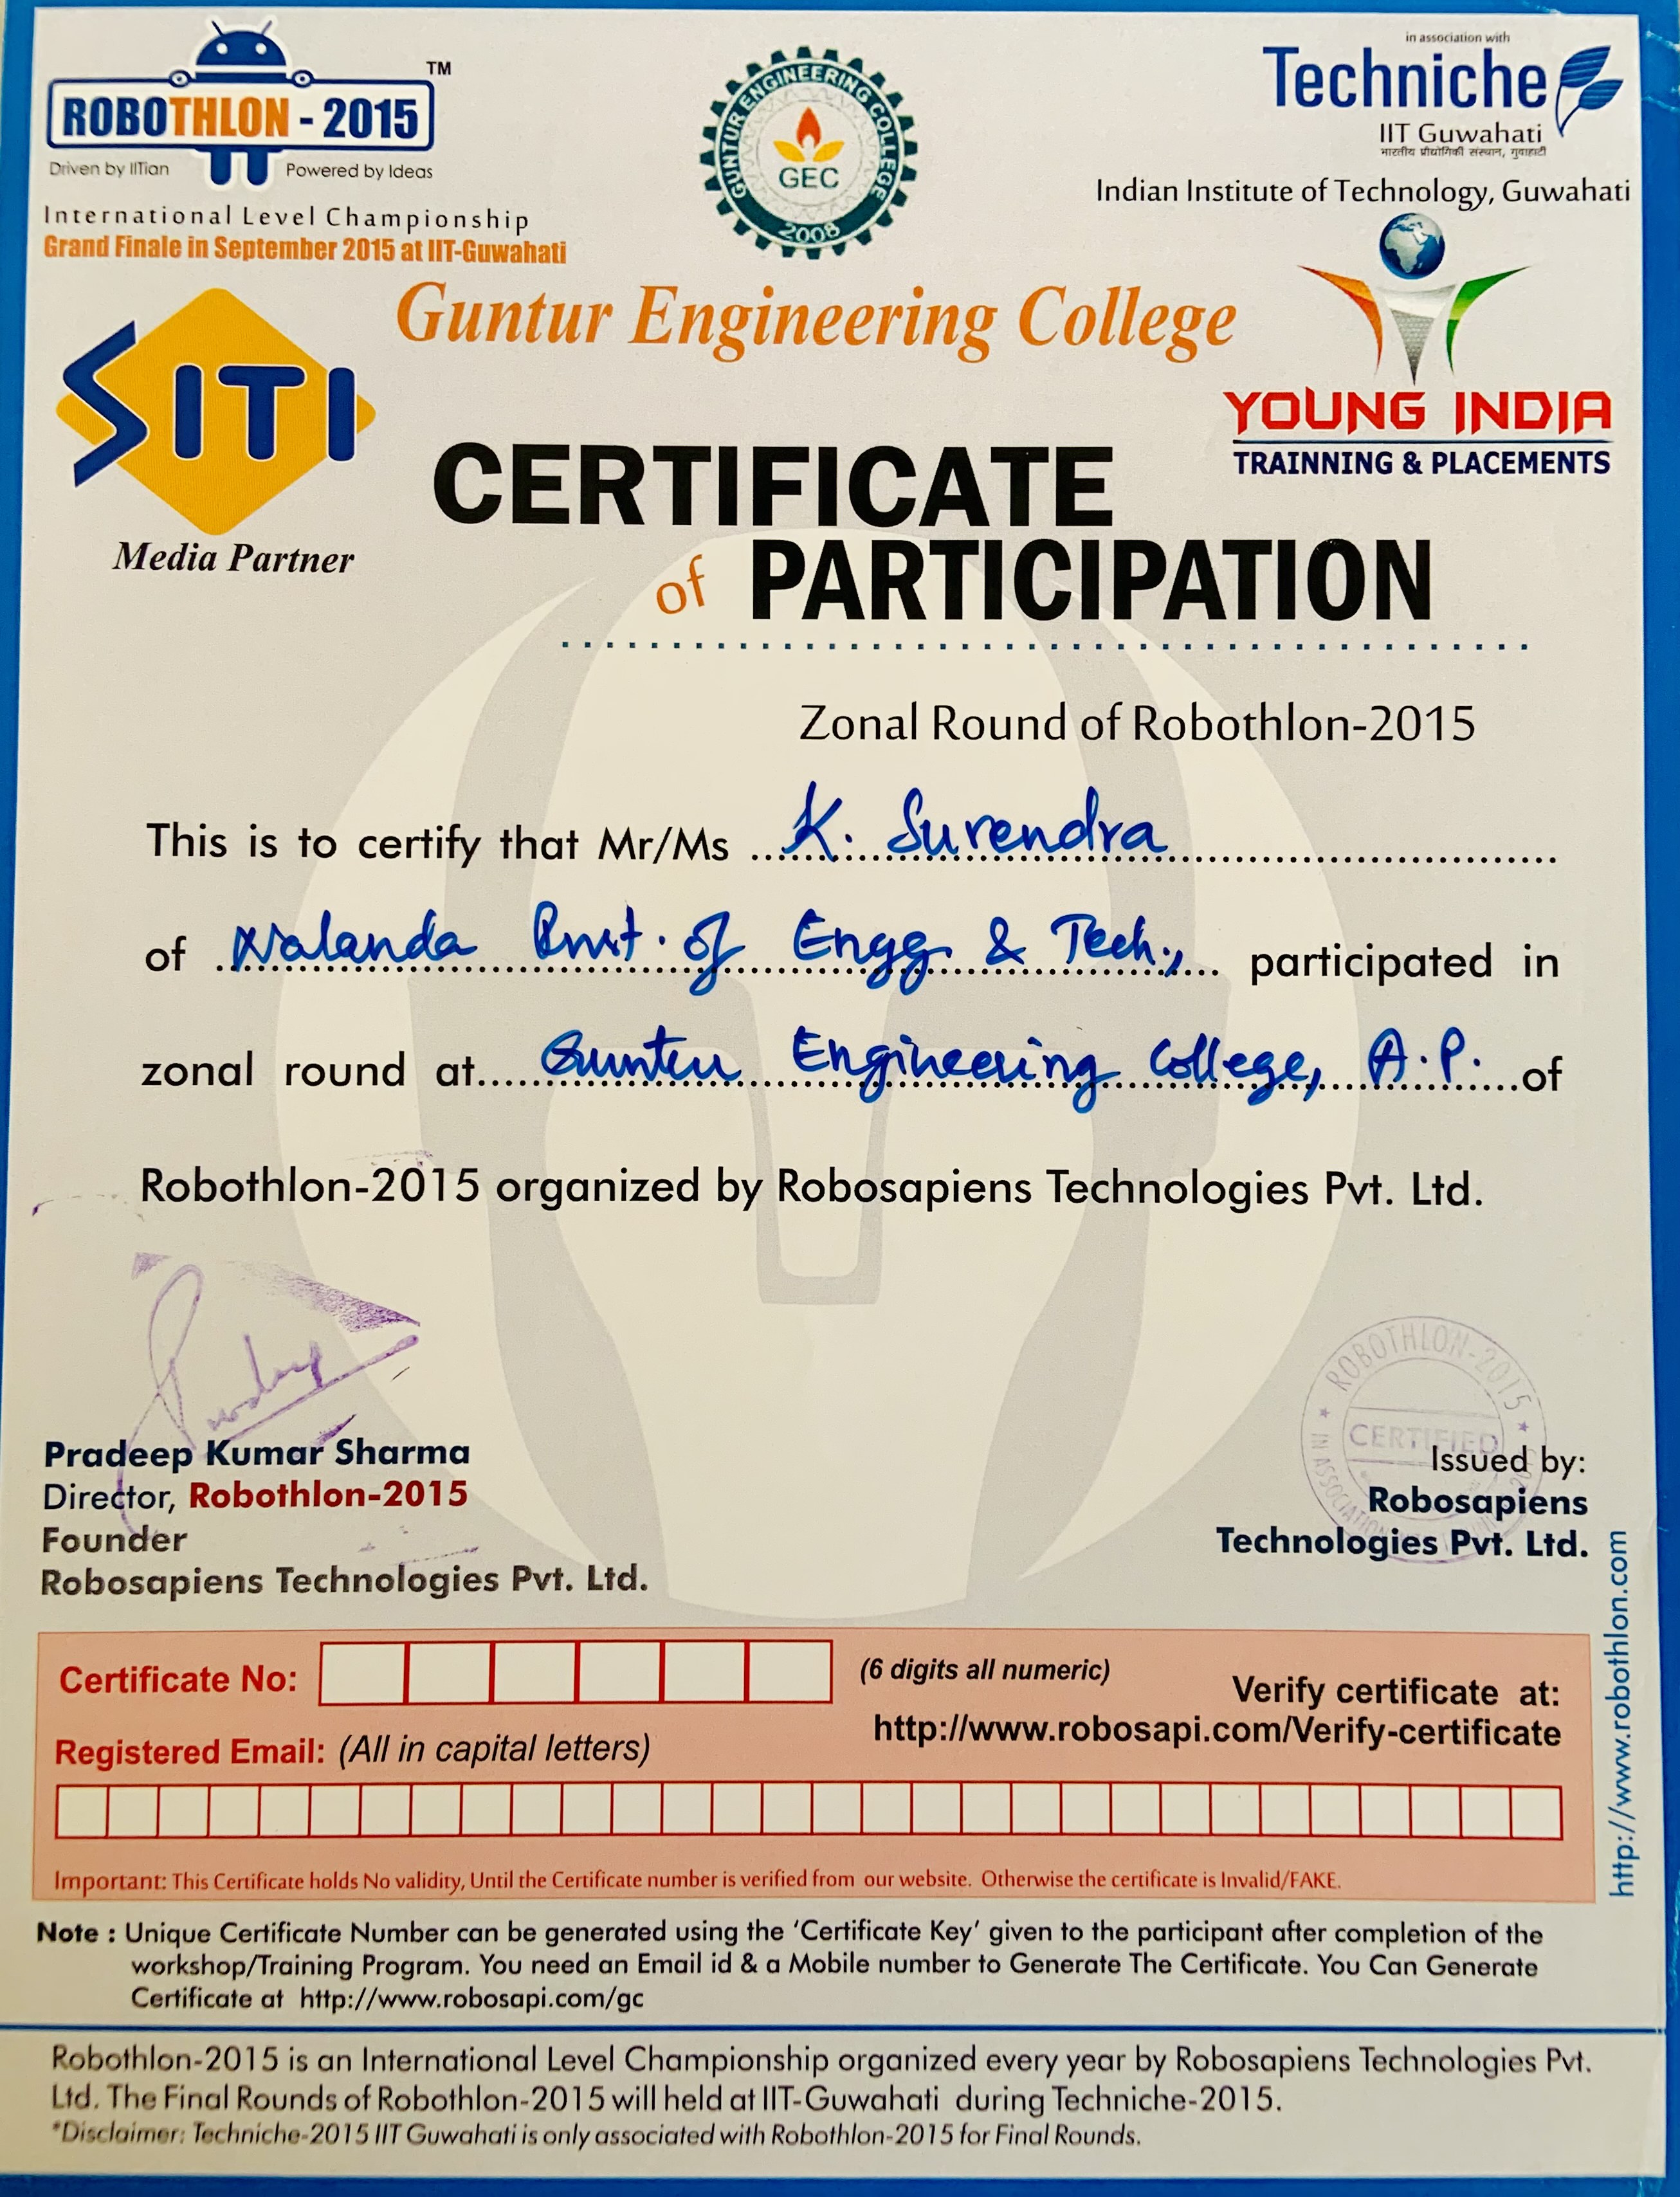 ROBOTHLON - 2015 TM
Driven by IITian Powered by Ideas
International Level Championship
Grand Finale in September 2015 at IIT-Guwahati
GUNTUR ENGINEERING COLLEGE
GEC
2008
in association with
Techniche
IIT Guwahati
भारतीय प्रौद्योगिकी संस्थान, गुवाहाटी
Indian Institute of Technology, Guwahati
Guntur Engineering College
SITI
Media Partner
YOUNG INDIA
TRAINNING & PLACEMENTS
CERTIFICATE
of PARTICIPATION
Zonal Round of Robothlon-2015
This is to certify that Mr/Ms K. Surendra
of Nalanda Inst. of Engg & Tech., participated in
zonal round at Guntur Engineering College, A.P. of
Robothlon-2015 organized by Robosapiens Technologies Pvt. Ltd.
Pradeep Kumar Sharma
Director, Robothlon-2015
Founder
Robosapiens Technologies Pvt. Ltd.
ROBOTHLON-2015
CERTIFIED
IN ASSOCIATION
Issued by:
Robosapiens
Technologies Pvt. Ltd.
http://www.robothlon.com
Certificate No: (6 digits all numeric)
Verify certificate at:
http://www.robosapi.com/Verify-certificate
Registered Email: (All in capital letters)
Important: This Certificate holds No validity, Until the Certificate number is verified from our website. Otherwise the certificate is Invalid/FAKE.
Note : Unique Certificate Number can be generated using the 'Certificate Key' given to the participant after completion of the
workshop/Training Program. You need an Email id & a Mobile number to Generate The Certificate. You Can Generate
Certificate at http://www.robosapi.com/gc
Robothlon-2015 is an International Level Championship organized every year by Robosapiens Technologies Pvt.
Ltd. The Final Rounds of Robothlon-2015 will held at IIT-Guwahati during Techniche-2015.
*Disclaimer: Techniche-2015 IIT Guwahati is only associated with Robothlon-2015 for Final Rounds.